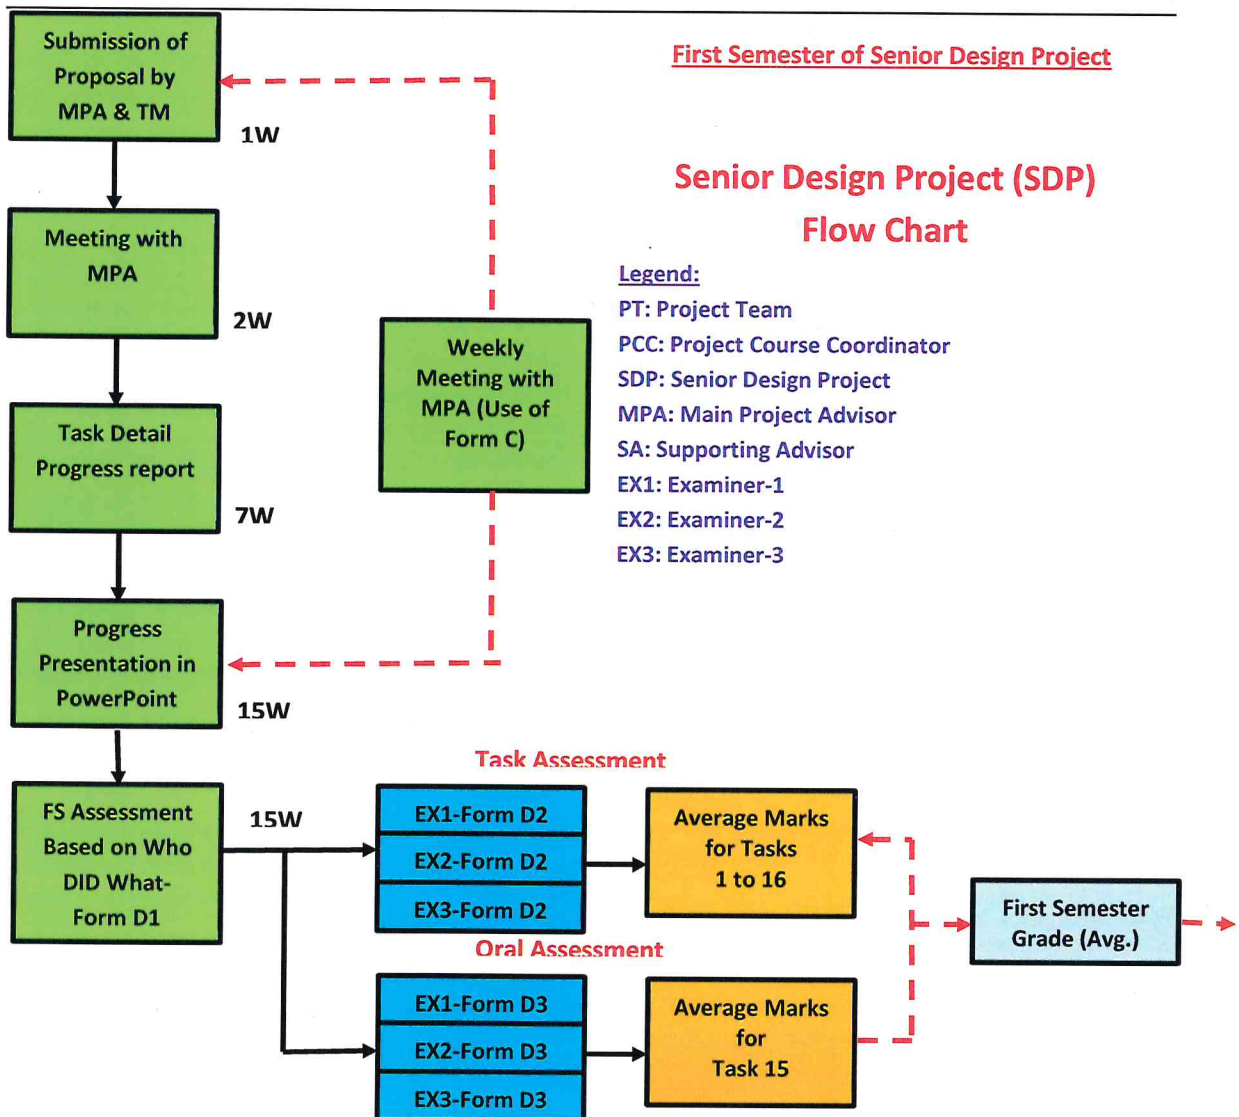 First Semester of Senior Design Project
Senior Design Project (SDP)
Flow Chart
Legend:
PT: Project Team
PCC: Project Course Coordinator
SDP: Senior Design Project
MPA: Main Project Advisor
SA: Supporting Advisor
EX1: Examiner-1
EX2: Examiner-2
EX3: Examiner-3
Submission of
Proposal by
MPA & TM
1W
Meeting with
MPA
2W
Task Detail
Progress report
7W
Progress
Presentation in
PowerPoint
15W
Weekly
Meeting with
MPA (Use of
Form C)
FS Assessment
Based on Who
DID What-
Form D1
15W
Task Assessment
EX1-Form D2
EX2-Form D2
EX3-Form D2
Average Marks
for Tasks
1 to 16
Oral Assessment
EX1-Form D3
EX2-Form D3
EX3-Form D3
Average Marks
for
Task 15
First Semester
Grade (Avg.)